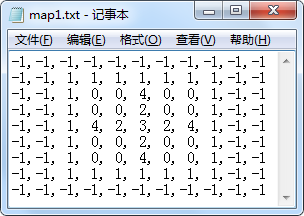 map1.txt - 记事本
文件(F) 编辑(E) 格式(O) 查看(V) 帮助(H)
-1, -1, -1, -1, -1, -1, -1, -1, -1, -1, -1
-1, -1, 1, 1, 1, 1, 1, 1, 1, -1, -1
-1, -1, 1, 0, 0, 4, 0, 0, 1, -1, -1
-1, -1, 1, 0, 0, 2, 0, 0, 1, -1, -1
-1, -1, 1, 4, 2, 3, 2, 4, 1, -1, -1
-1, -1, 1, 0, 0, 2, 0, 0, 1, -1, -1
-1, -1, 1, 0, 0, 4, 0, 0, 1, -1, -1
-1, -1, 1, 1, 1, 1, 1, 1, 1, -1, -1
-1, -1, -1, -1, -1, -1, -1, -1, -1, -1, -1